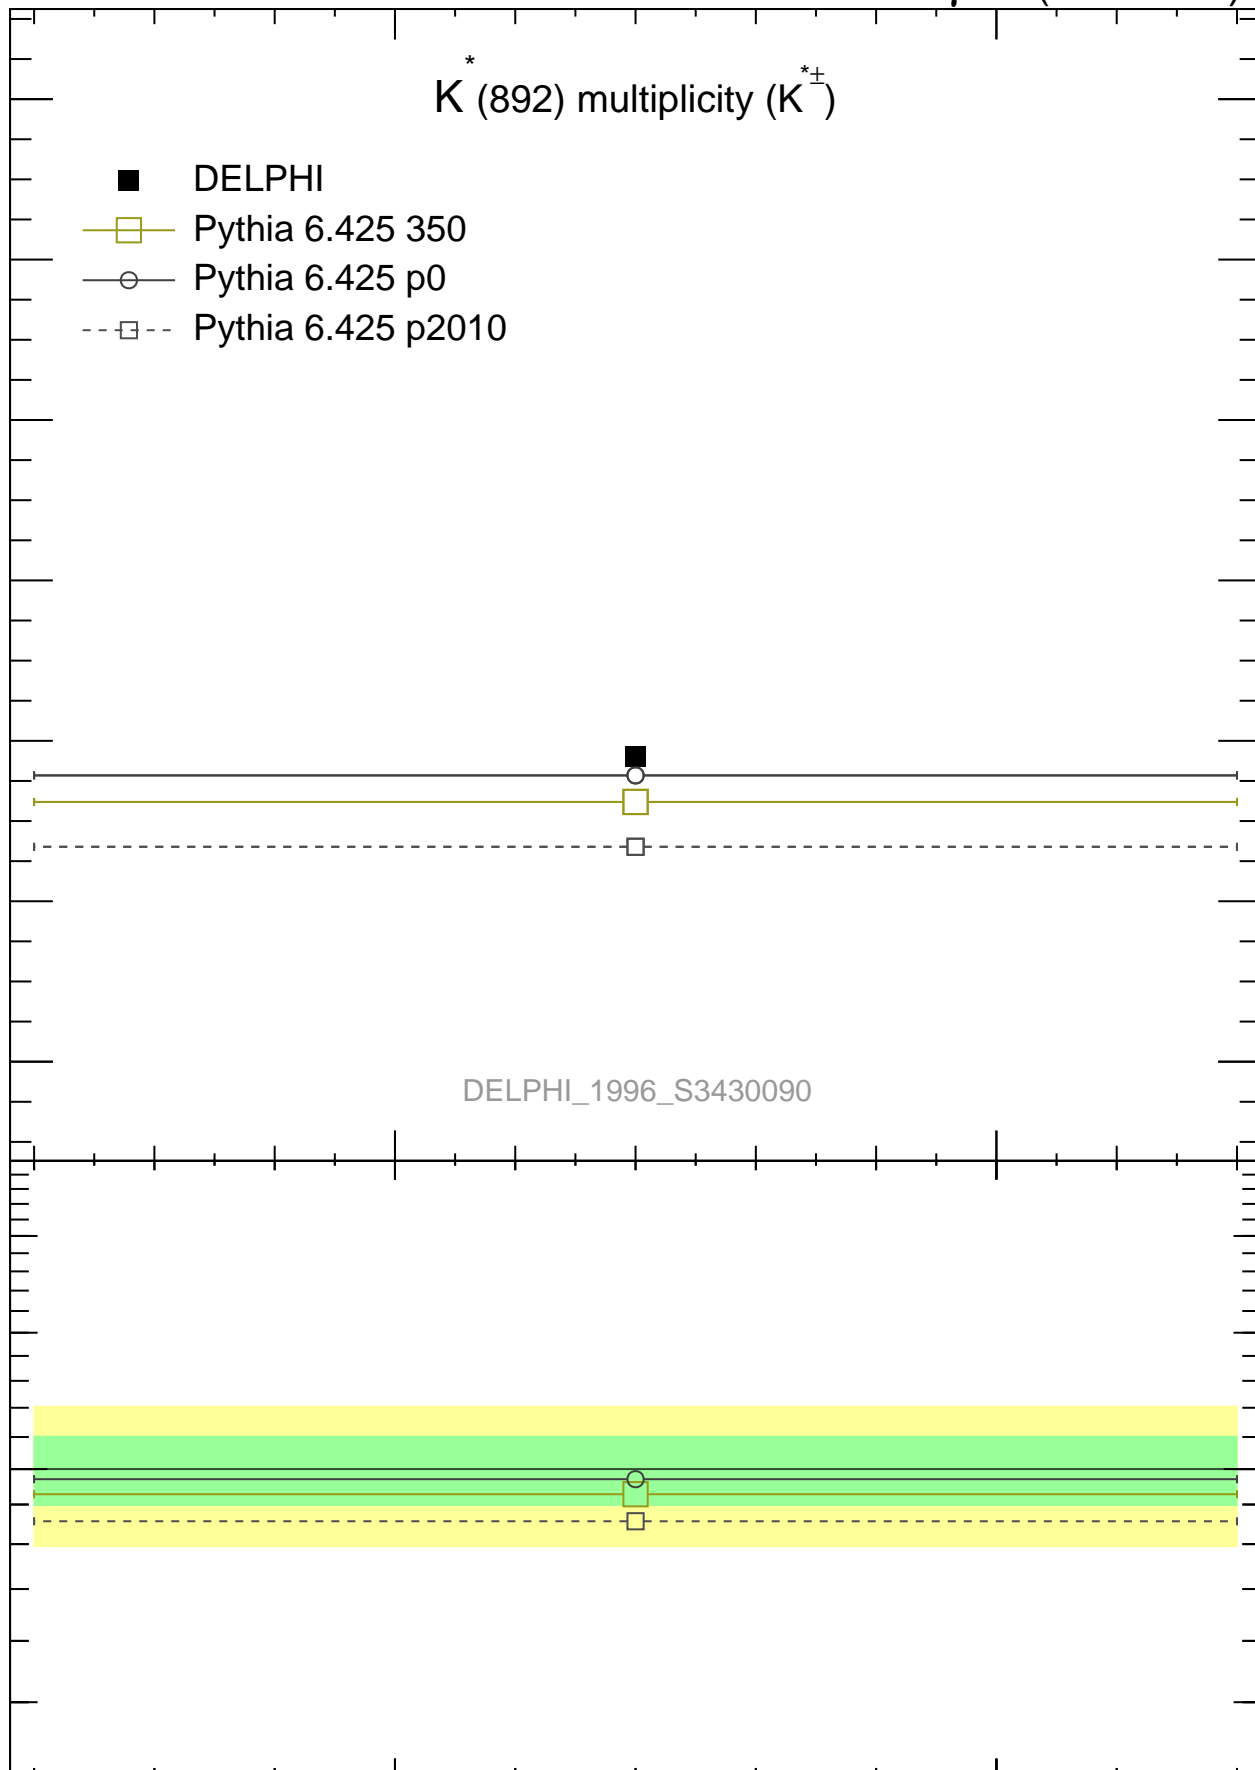 K*(892) multiplicity (K*±)
DELPHI
Pythia 6.425 350
Pythia 6.425 p0
Pythia 6.425 p2010
DELPHI_1996_S3430090